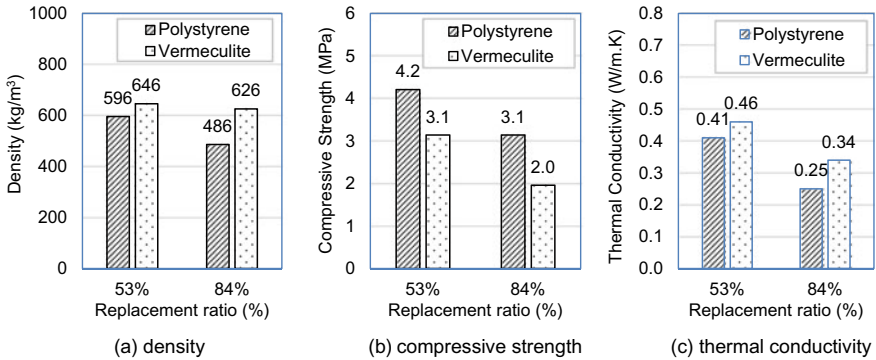 Density (kg/m³)
1000
800
600
400
200
0
Polystyrene
Vermeculite
596
646
486
626
53%
84%
Replacement ratio (%)
(a) density
Compressive Strength (MPa)
6
5
4
3
2
1
0
Polystyrene
Vermeculite
4.2
3.1
3.1
2.0
53%
84%
Replacement ratio (%)
(b) compressive strength
Thermal Conductivity (W/m.K)
0.8
0.7
0.6
0.5
0.4
0.3
0.2
0.1
0.0
Polystyrene
Vermeculite
0.41
0.46
0.25
0.34
53%
84%
Replacement ratio (%)
(c) thermal conductivity